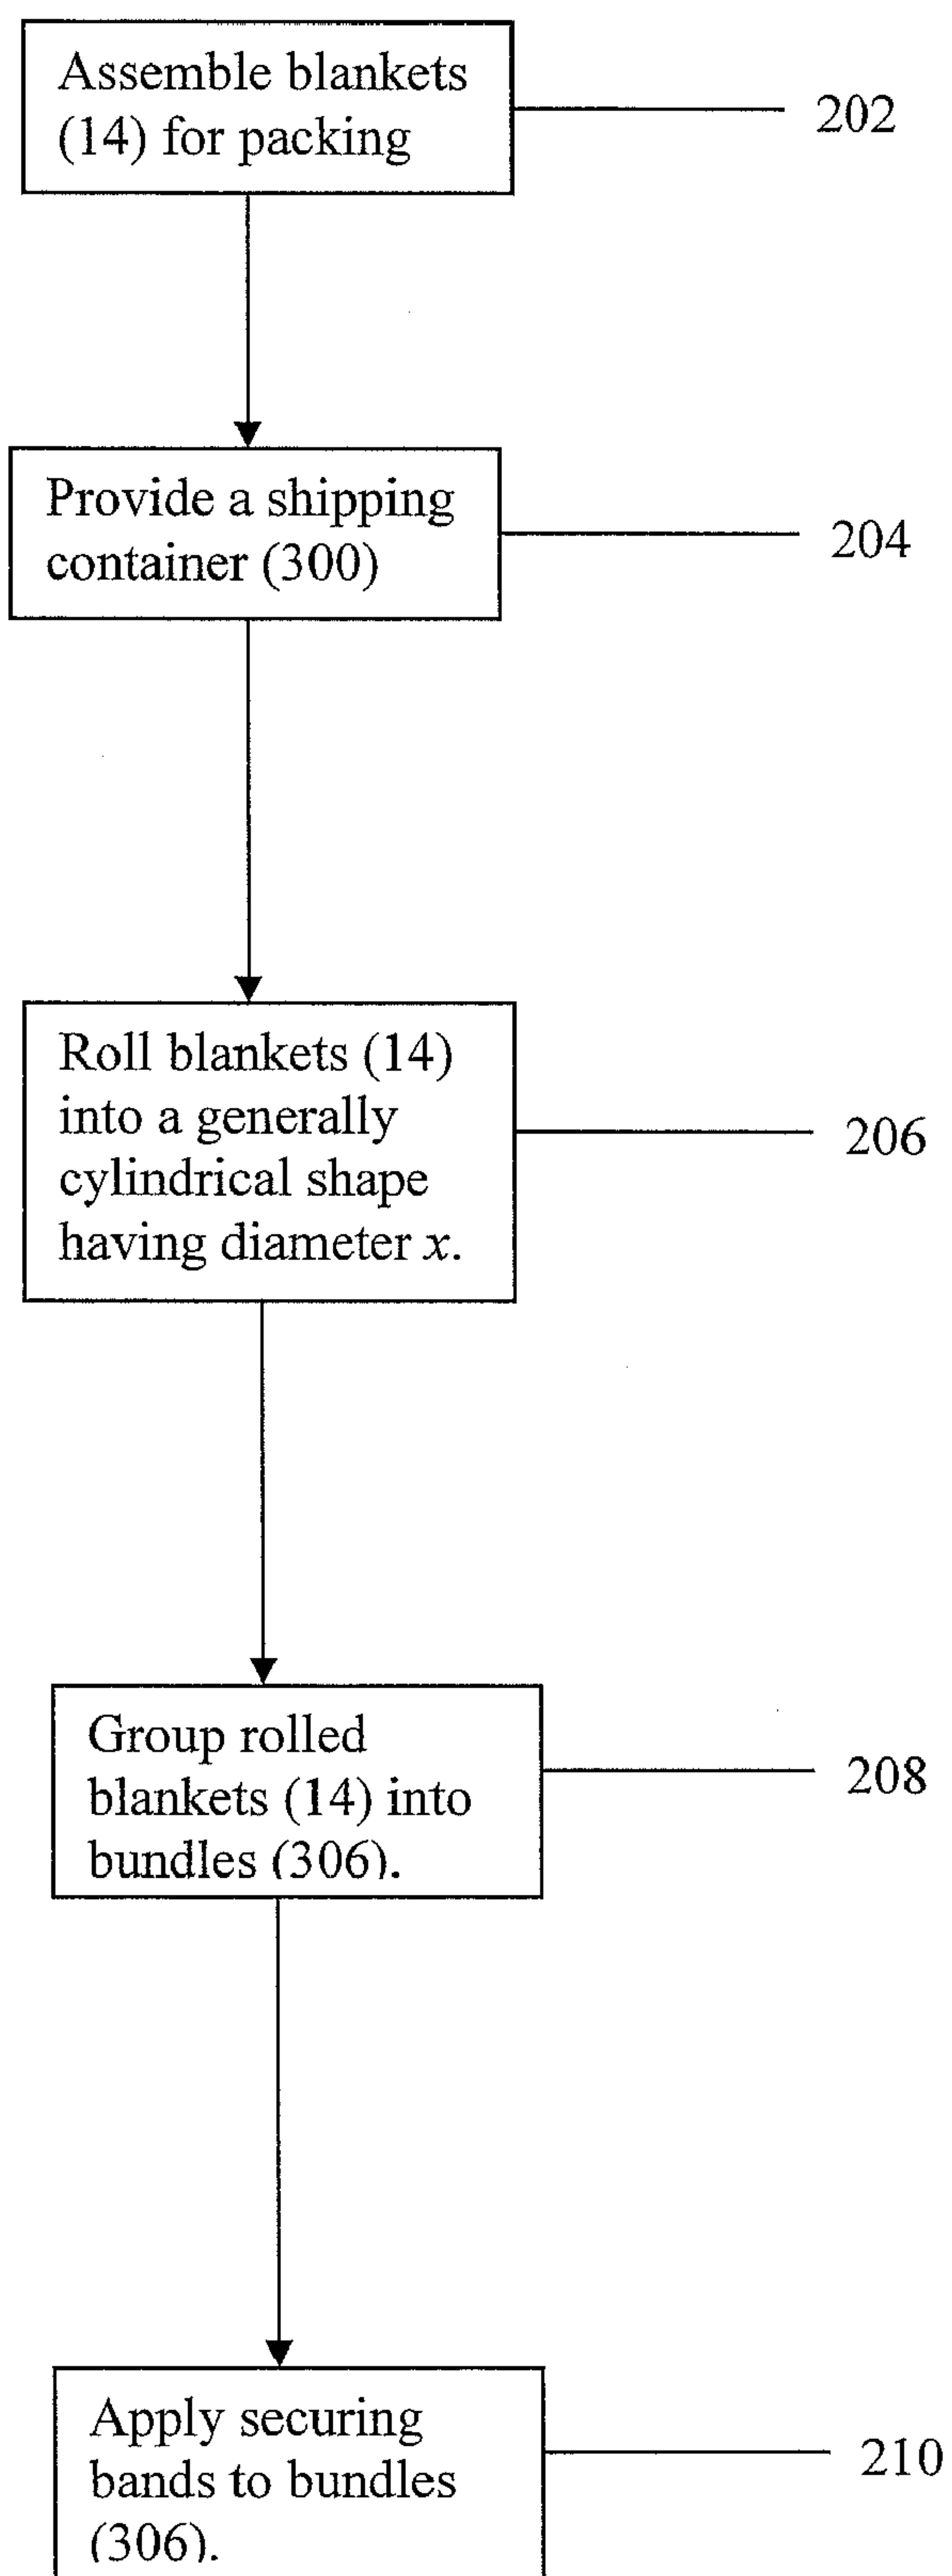 Assemble blankets
(14) for packing
202
Provide a shipping
container (300)
204
Roll blankets (14)
into a generally
cylindrical shape
having diameter x.
206
Group rolled
blankets (14) into
bundles (306).
208
Apply securing
bands to bundles
(306).
210